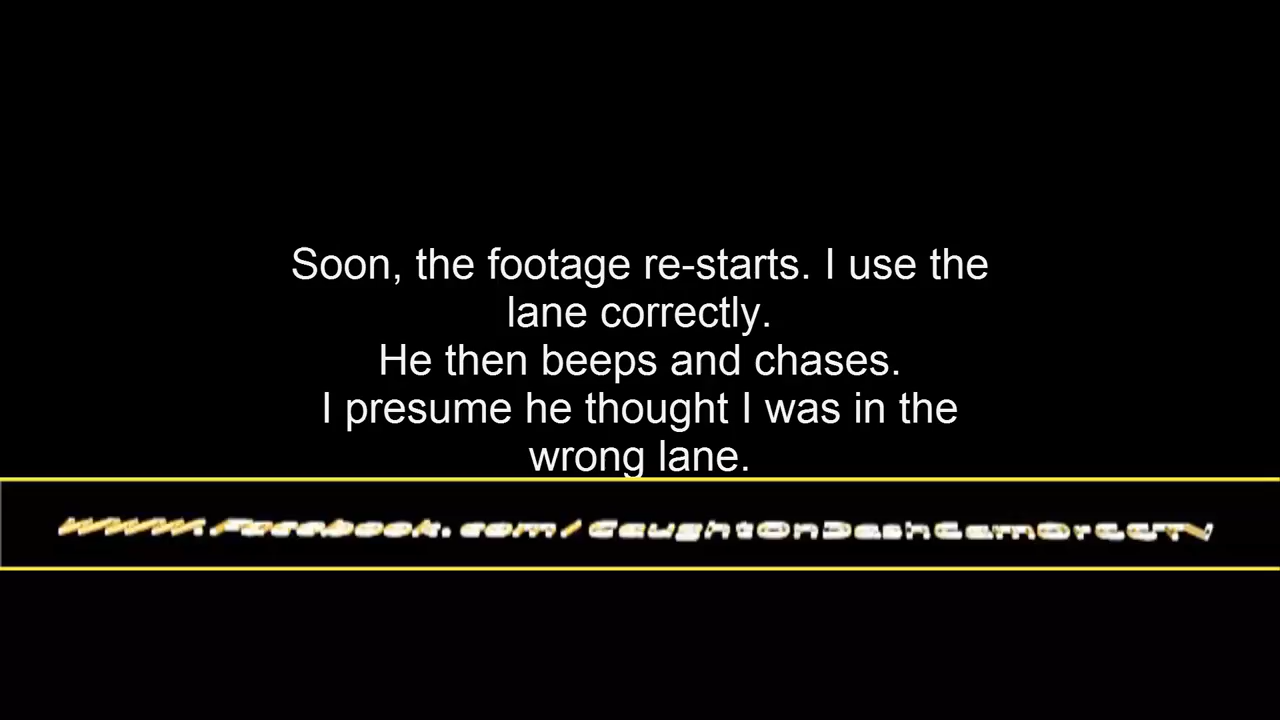 Soon, the footage re-starts. I use the
lane correctly.
He then beeps and chases.
I presume he thought I was in the
wrong lane.
www.facebook.com/CaughtOnDashCamOrCCTV